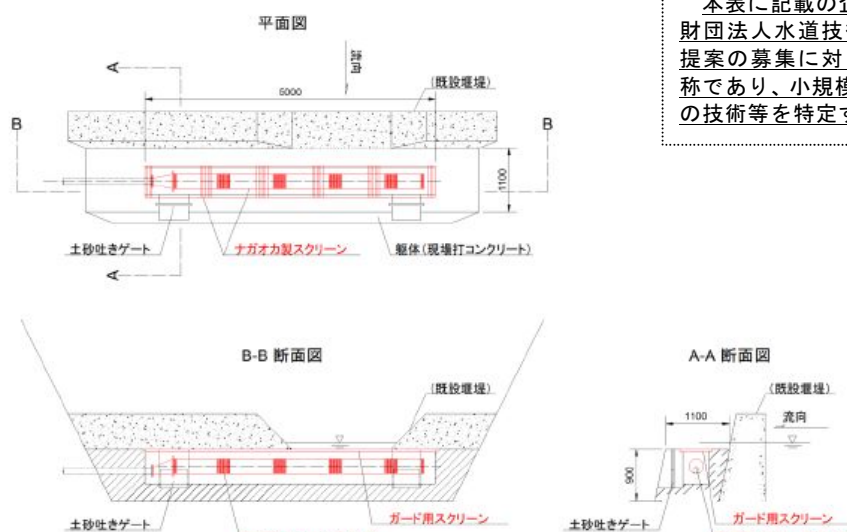 本表に記載の企
財団法人水道技
提案の募集に対
称であり、小規模
の技術等を特定す
平面図
A
流向
(既設堰堤)
5000
B
B
1100
土砂吐きゲート
ナガオカ製スクリーン
躯体(現場打コンクリート)
A
B-B 断面図
(既設堰堤)
土砂吐きゲート
ガード用スクリーン
A-A 断面図
(既設堰堤)
1100
流向
900
土砂吐きゲート
ガード用スクリーン